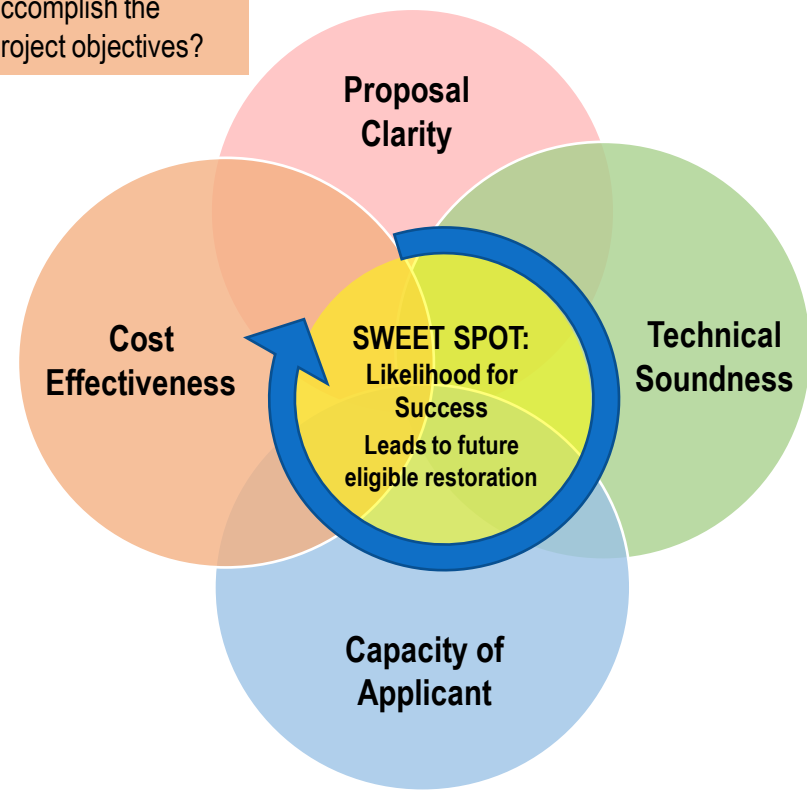 ccomplish the
roject objectives?
Proposal
Clarity
Cost
Effectiveness
SWEET SPOT:
Likelihood for
Success
Leads to future
eligible restoration
Technical
Soundness
Capacity of
Applicant